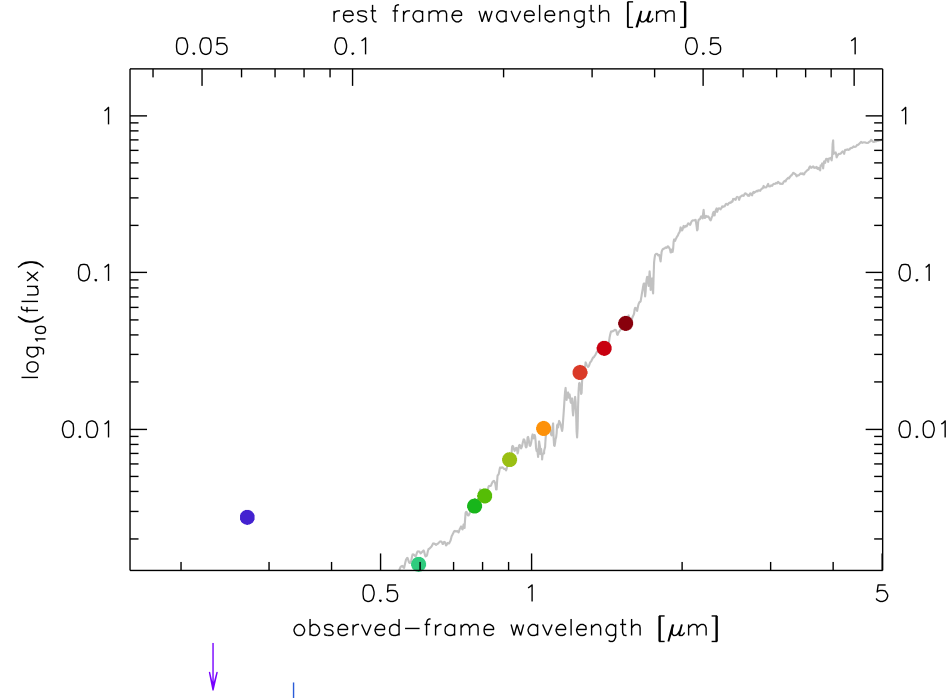 rest frame wavelength [μm]
0.05 0.1 0.5 1
1 1
log10(flux)
0.1 0.1
0.01 0.01
0.5 1 5
observed-frame wavelength [μm]